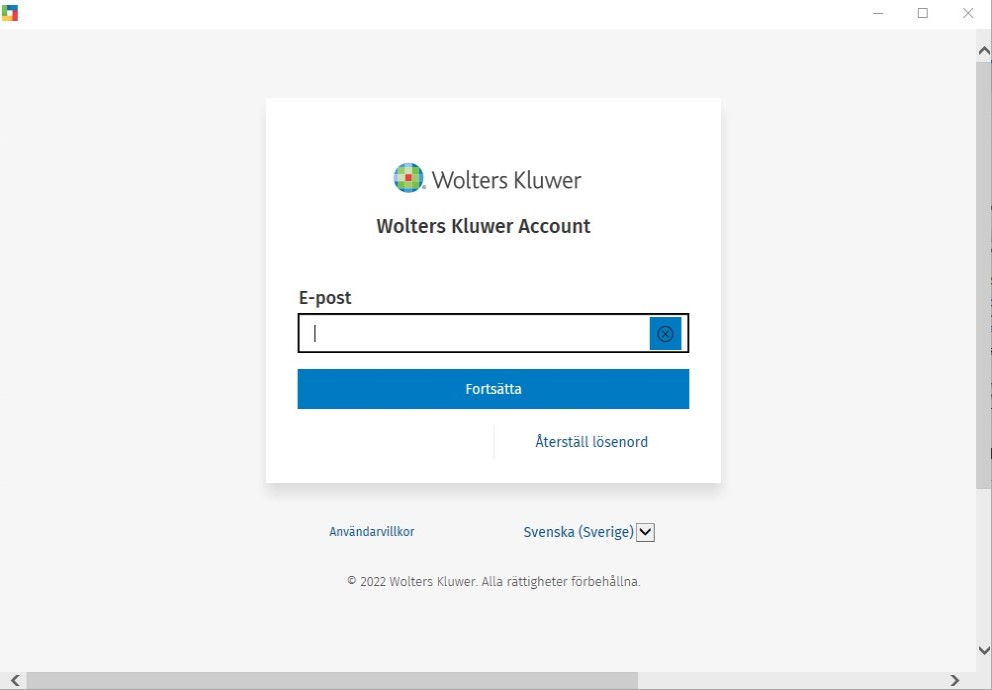 Wolters Kluwer
Wolters Kluwer Account
E-post
Fortsätta
Återställ lösenord
Användarvillkor
Svenska (Sverige)
© 2022 Wolters Kluwer. Alla rättigheter förbehållna.